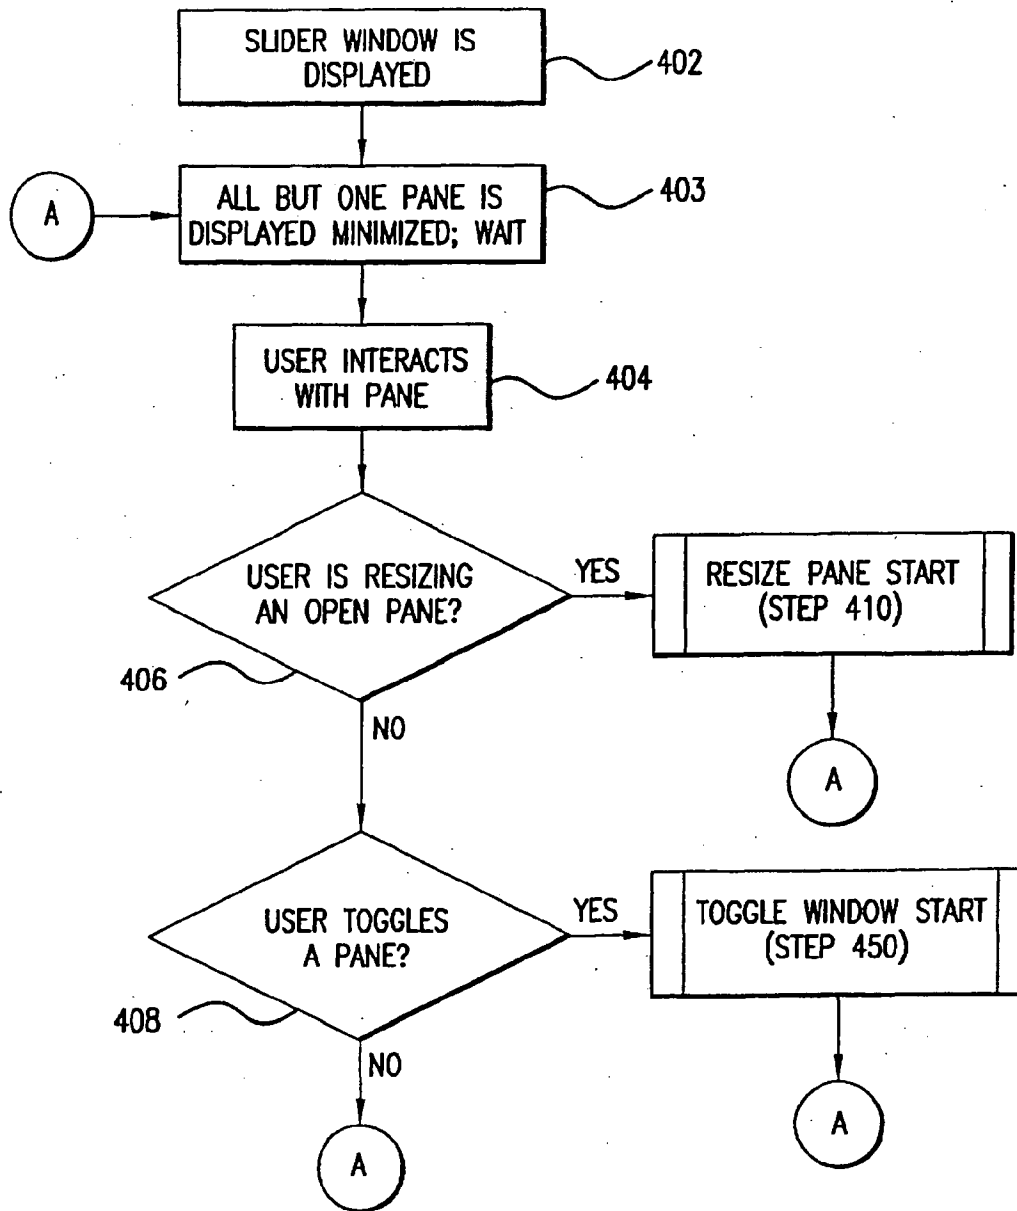 SLIDER WINDOW IS
DISPLAYED
402
A
ALL BUT ONE PANE IS
DISPLAYED MINIMIZED; WAIT
403
USER INTERACTS
WITH PANE
404
USER IS RESIZING
AN OPEN PANE?
406
YES
RESIZE PANE START
(STEP 410)
A
NO
USER TOGGLES
A PANE?
408
YES
TOGGLE WINDOW START
(STEP 450)
A
NO
A